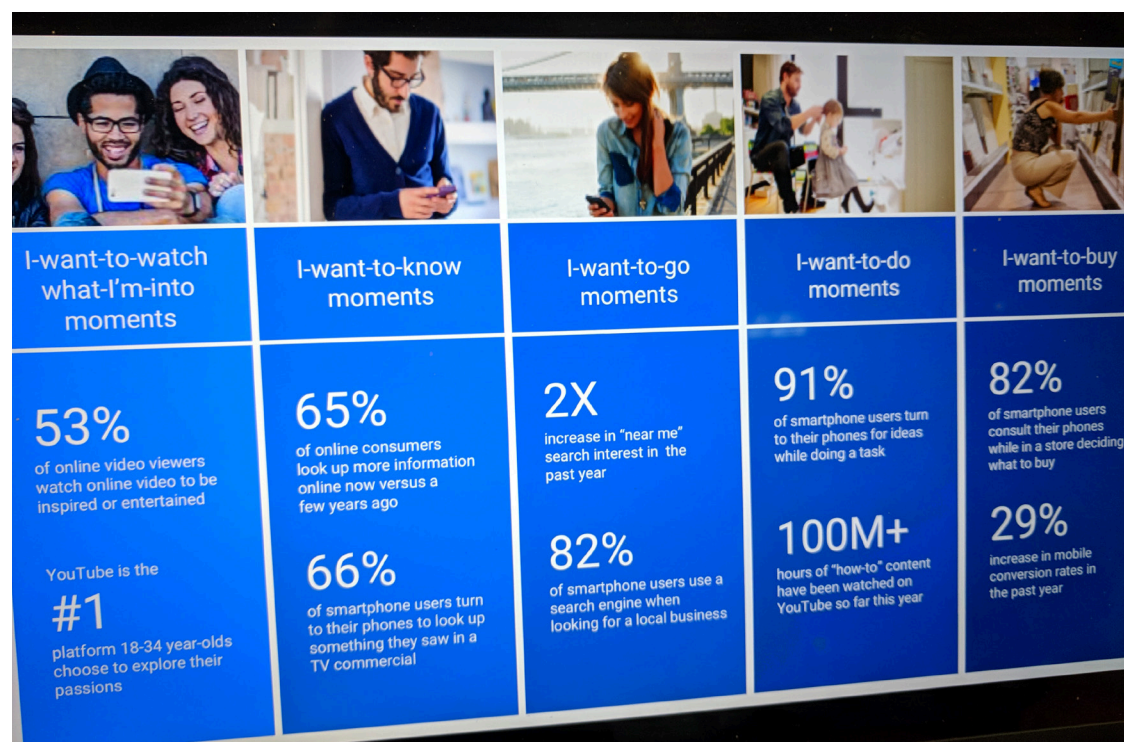 I-want-to-watch
what-I'm-into
moments
53%
of online video viewers
watch online video to be
inspired or entertained
YouTube is the
#1
platform 18-34 year-olds
choose to explore their
passions
I-want-to-know
moments
65%
of online consumers
look up more information
online now versus a
few years ago
66%
of smartphone users turn
to their phones to look up
something they saw in a
TV commercial
I-want-to-go
moments
2X
increase in “near me”
search interest in the
past year
82%
of smartphone users use a
search engine when
looking for a local business
I-want-to-do
moments
91%
of smartphone users turn
to their phones for ideas
while doing a task
100M+
hours of “how-to” content
have been watched on
YouTube so far this year
I-want-to-buy
moments
82%
of smartphone users
consult their phones
while in a store deciding
what to buy
29%
increase in mobile
conversion rates in
the past year